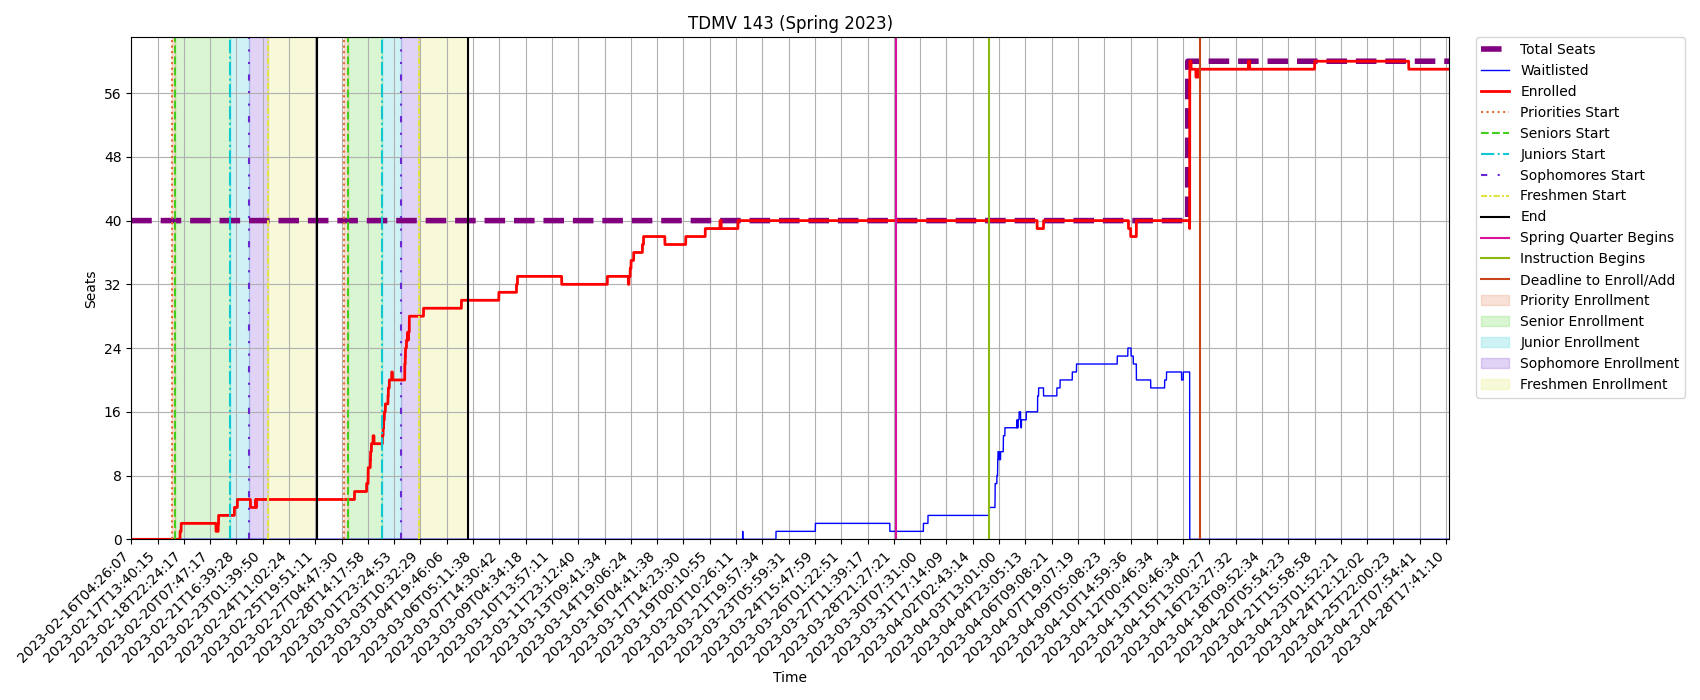 TDMV 143 (Spring 2023)
Seats
56
48
40
32
24
16
8
0
2023-02-16T04:26:07
2023-02-17T13:40:15
2023-02-18T22:24:17
2023-02-20T07:47:17
2023-02-21T16:39:28
2023-02-23T01:39:50
2023-02-24T11:02:24
2023-02-25T19:51:11
2023-02-27T04:47:30
2023-02-28T14:17:58
2023-03-01T23:24:53
2023-03-03T10:32:29
2023-03-04T19:46:06
2023-03-06T05:11:38
2023-03-07T14:30:42
2023-03-09T04:34:18
2023-03-10T13:57:11
2023-03-11T23:12:40
2023-03-13T09:41:34
2023-03-14T19:06:24
2023-03-16T04:41:38
2023-03-17T14:23:30
2023-03-19T00:10:55
2023-03-20T10:26:11
2023-03-21T19:57:34
2023-03-23T05:59:31
2023-03-24T15:47:59
2023-03-26T01:22:51
2023-03-27T11:39:17
2023-03-28T21:27:21
2023-03-30T07:31:00
2023-03-31T17:14:09
2023-04-02T02:43:14
2023-04-03T13:01:00
2023-04-04T23:05:13
2023-04-06T09:08:21
2023-04-07T19:07:19
2023-04-09T05:08:23
2023-04-10T14:59:36
2023-04-12T00:46:34
2023-04-13T10:46:34
2023-04-15T13:00:27
2023-04-16T23:27:32
2023-04-18T09:52:34
2023-04-20T05:54:23
2023-04-21T15:58:58
2023-04-23T01:52:21
2023-04-24T12:12:02
2023-04-25T22:00:23
2023-04-27T07:54:41
2023-04-28T17:41:10
Time
Total Seats
Waitlisted
Enrolled
Priorities Start
Seniors Start
Juniors Start
Sophomores Start
Freshmen Start
End
Spring Quarter Begins
Instruction Begins
Deadline to Enroll/Add
Priority Enrollment
Senior Enrollment
Junior Enrollment
Sophomore Enrollment
Freshmen Enrollment